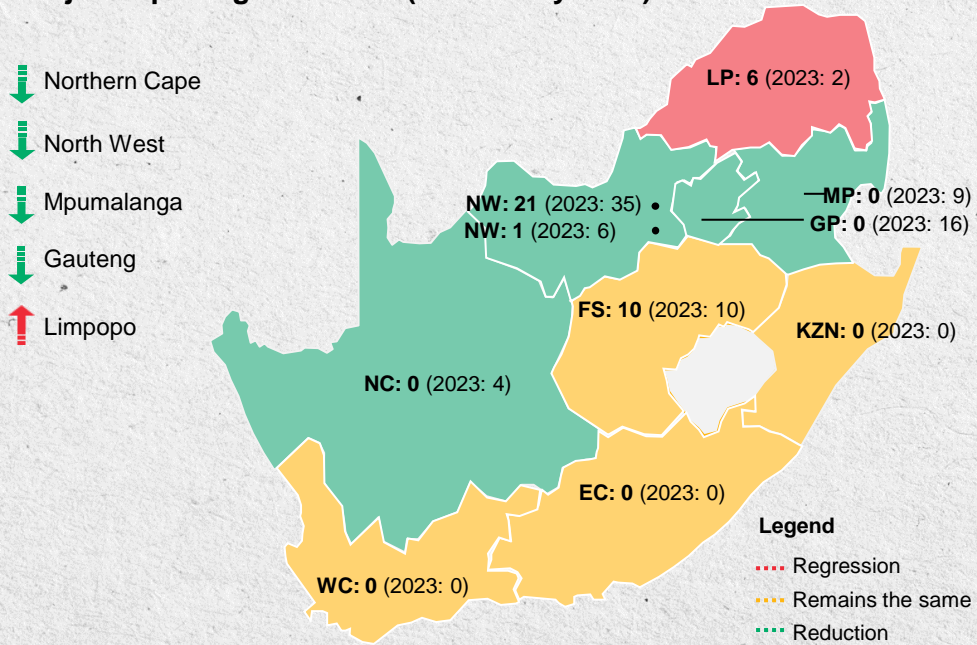 Northern Cape
North West
Mpumalanga
Gauteng
Limpopo
LP: 6 (2023: 2)
MP: 0 (2023: 9)
NW: 21 (2023: 35)
GP: 0 (2023: 16)
NW: 1 (2023: 6)
FS: 10 (2023: 10)
KZN: 0 (2023: 0)
NC: 0 (2023: 4)
EC: 0 (2023: 0)
WC: 0 (2023: 0)
Legend
Regression
Remains the same
Reduction